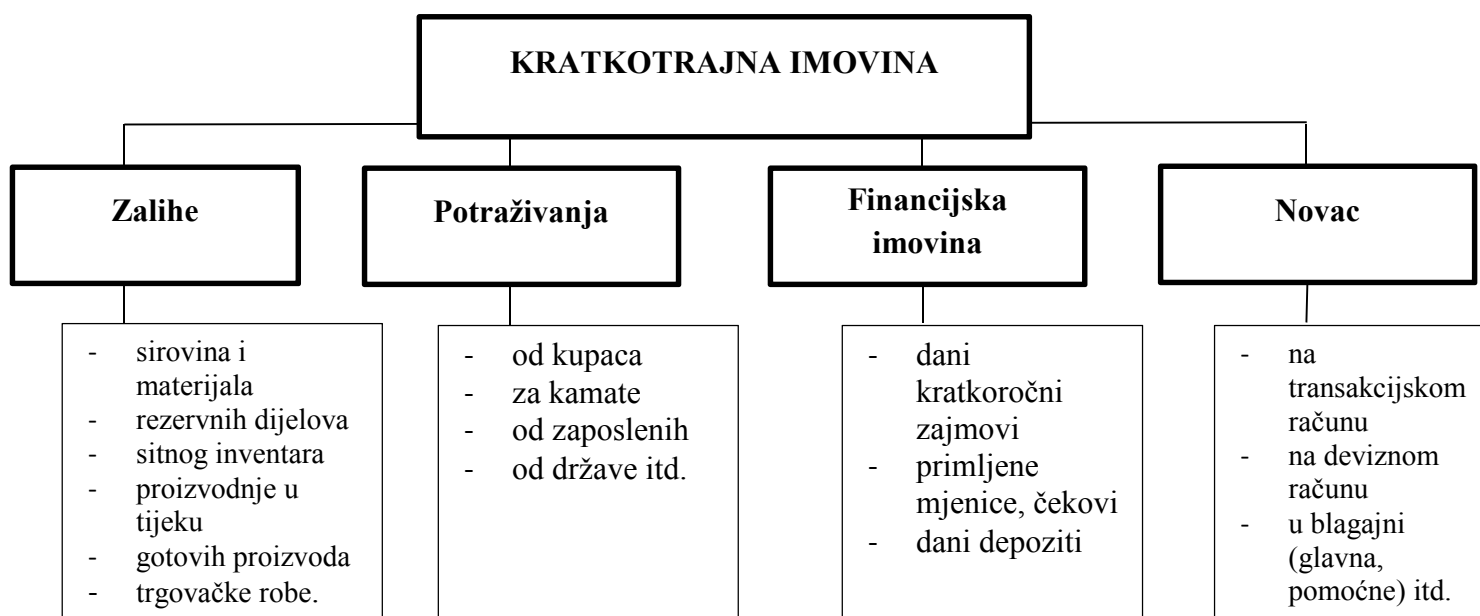 KRATKOTRAJNA IMOVINA
Zalihe
Potraživanja
Financijska
imovina
Novac
- sirovina i
materijala
- rezervnih dijelova
- sitnog inventara
- proizvodnje u
tijeku
- gotovih proizvoda
- trgovačke robe.
- od kupaca
- za kamate
- od zaposlenih
- od države itd.
- dani
kratkoročni
zajmovi
- primljene
mjenice, čekovi
- dani depoziti
- na
transakcijskom
računu
- na deviznom
računu
- u blagajni
(glavna,
pomoćne) itd.